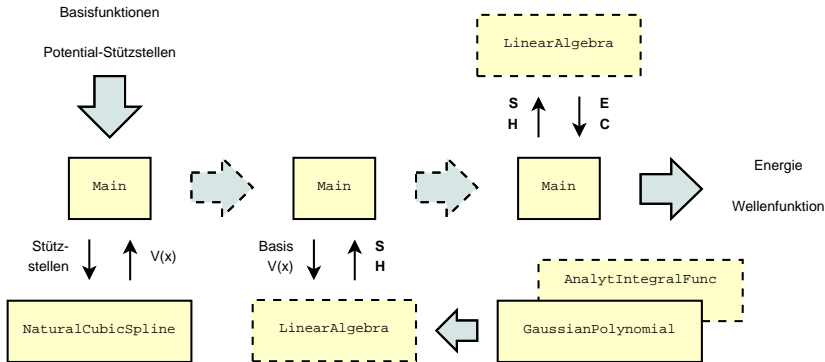 Basisfunktionen
Potential-Stützstellen
LinearAlgebra
S
H
E
C
Main
Main
Main
Energie
Wellenfunktion
Stütz-
stellen
V(x)
Basis
V(x)
S
H
AnalytIntegralFunc
NaturalCubicSpline
LinearAlgebra
GaussianPolynomial